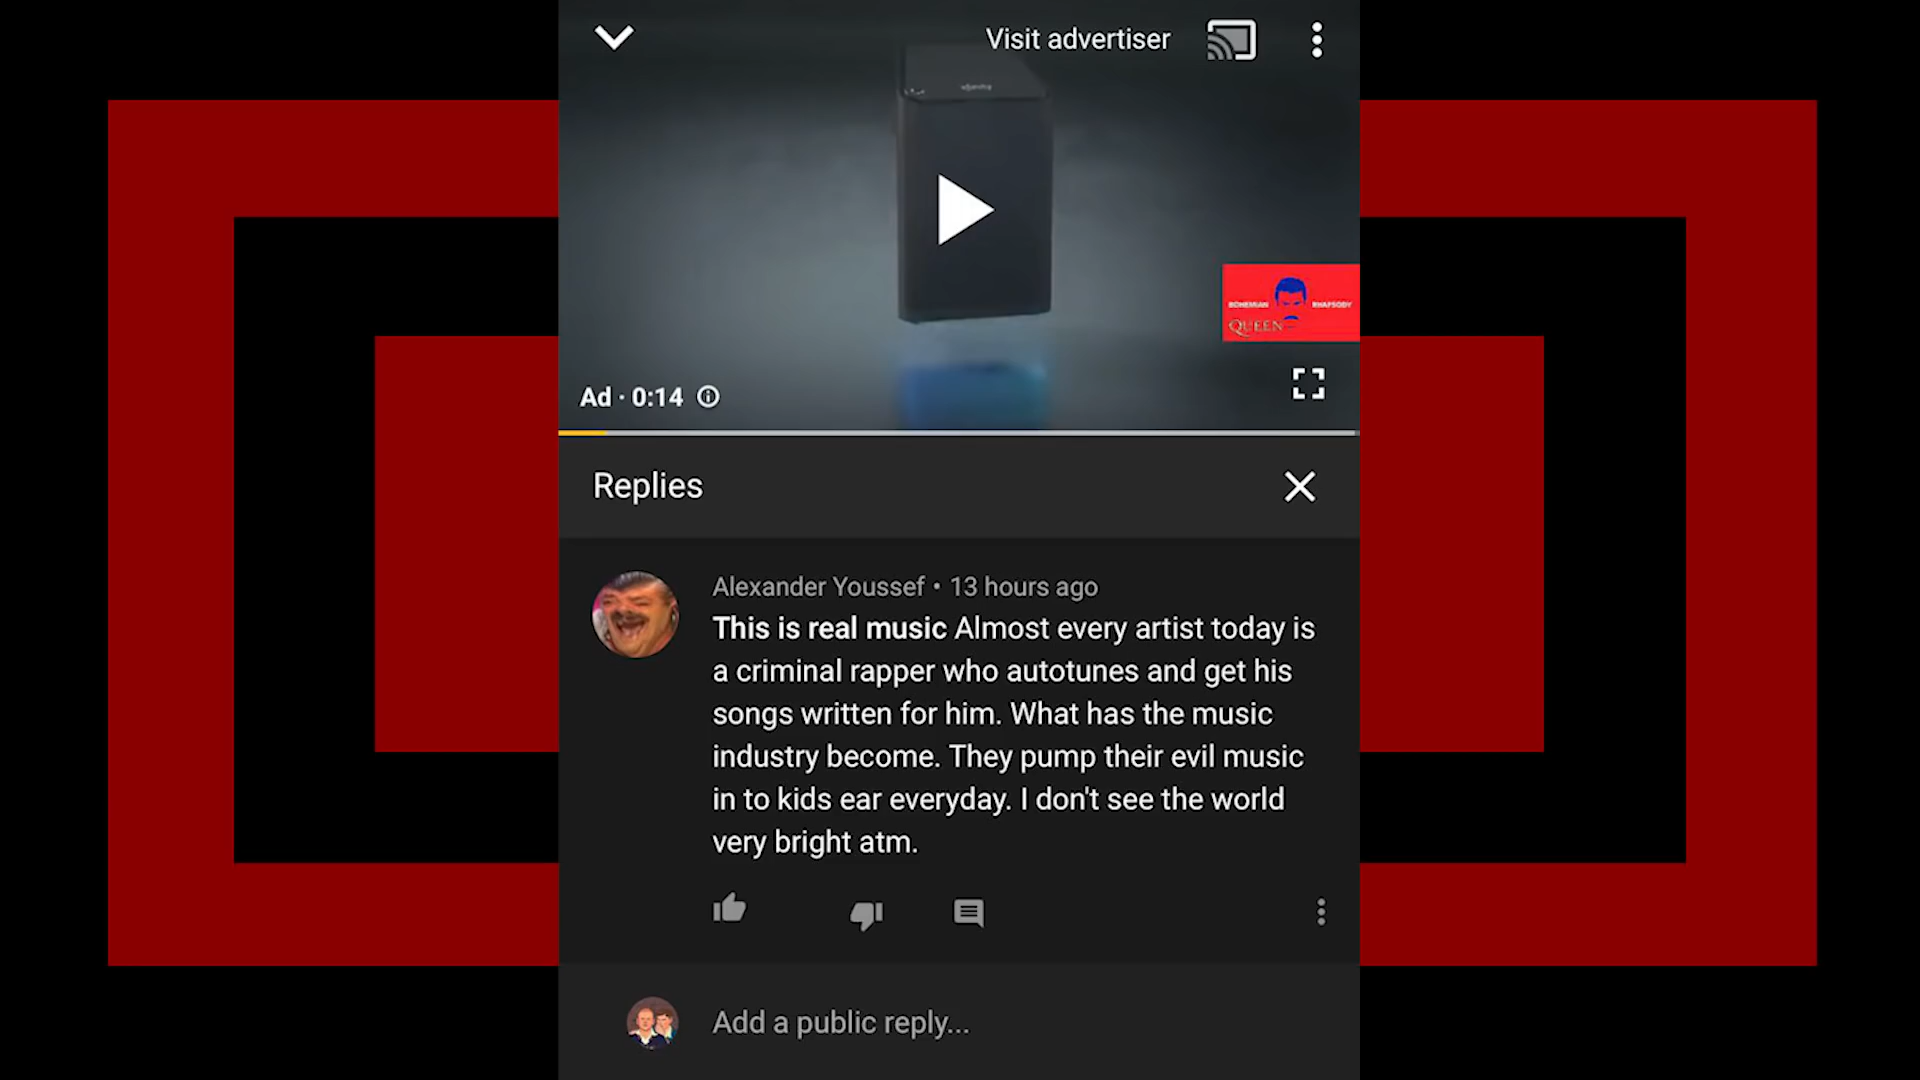 Visit advertiser
xfinity
BOHEMIAN RHAPSODY
QUEEN
Ad · 0:14
Replies
Alexander Youssef • 13 hours ago
This is real music Almost every artist today is
a criminal rapper who autotunes and get his
songs written for him. What has the music
industry become. They pump their evil music
in to kids ear everyday. I don't see the world
very bright atm.
Add a public reply...